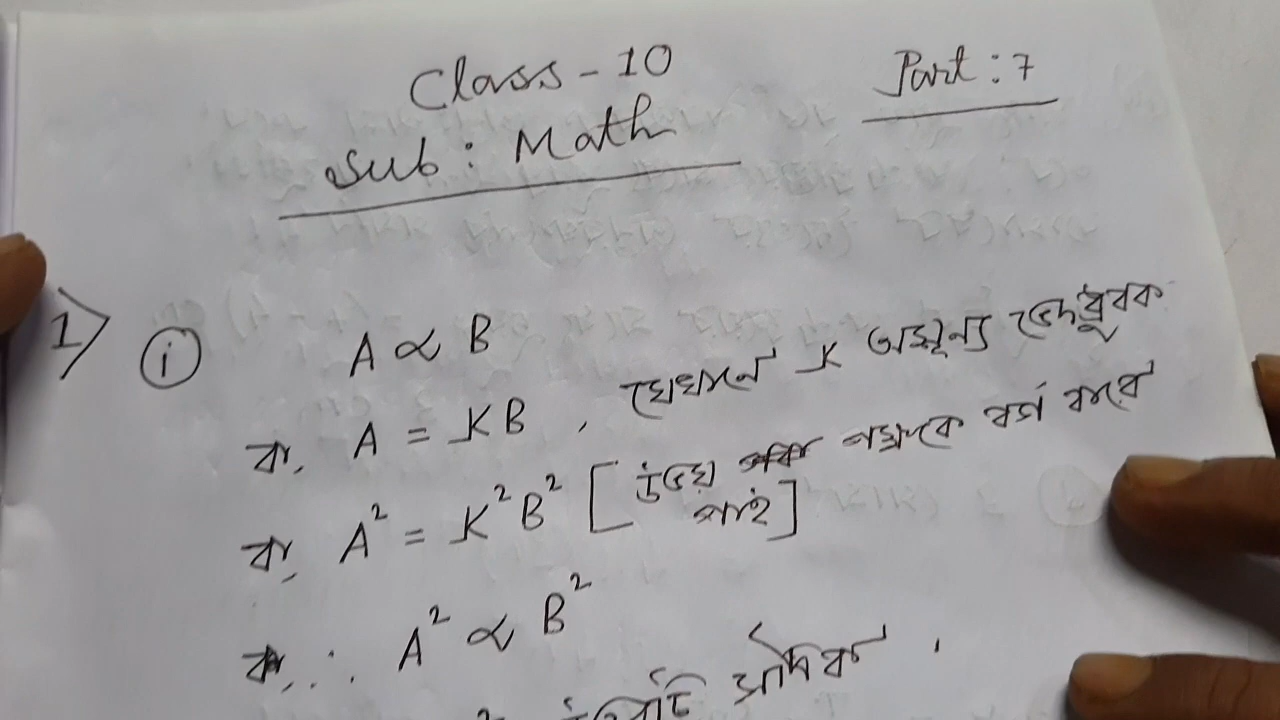 Class - 10
Part : 7
Sub : Math
1) i A ∝ B
বা, A = KB , যেখানে K অশূন্য ভেদধ্রুবক
বা, A² = K²B² [উভয় পক্ষকে বর্গ করে
পাই]
∴ A² ∝ B²